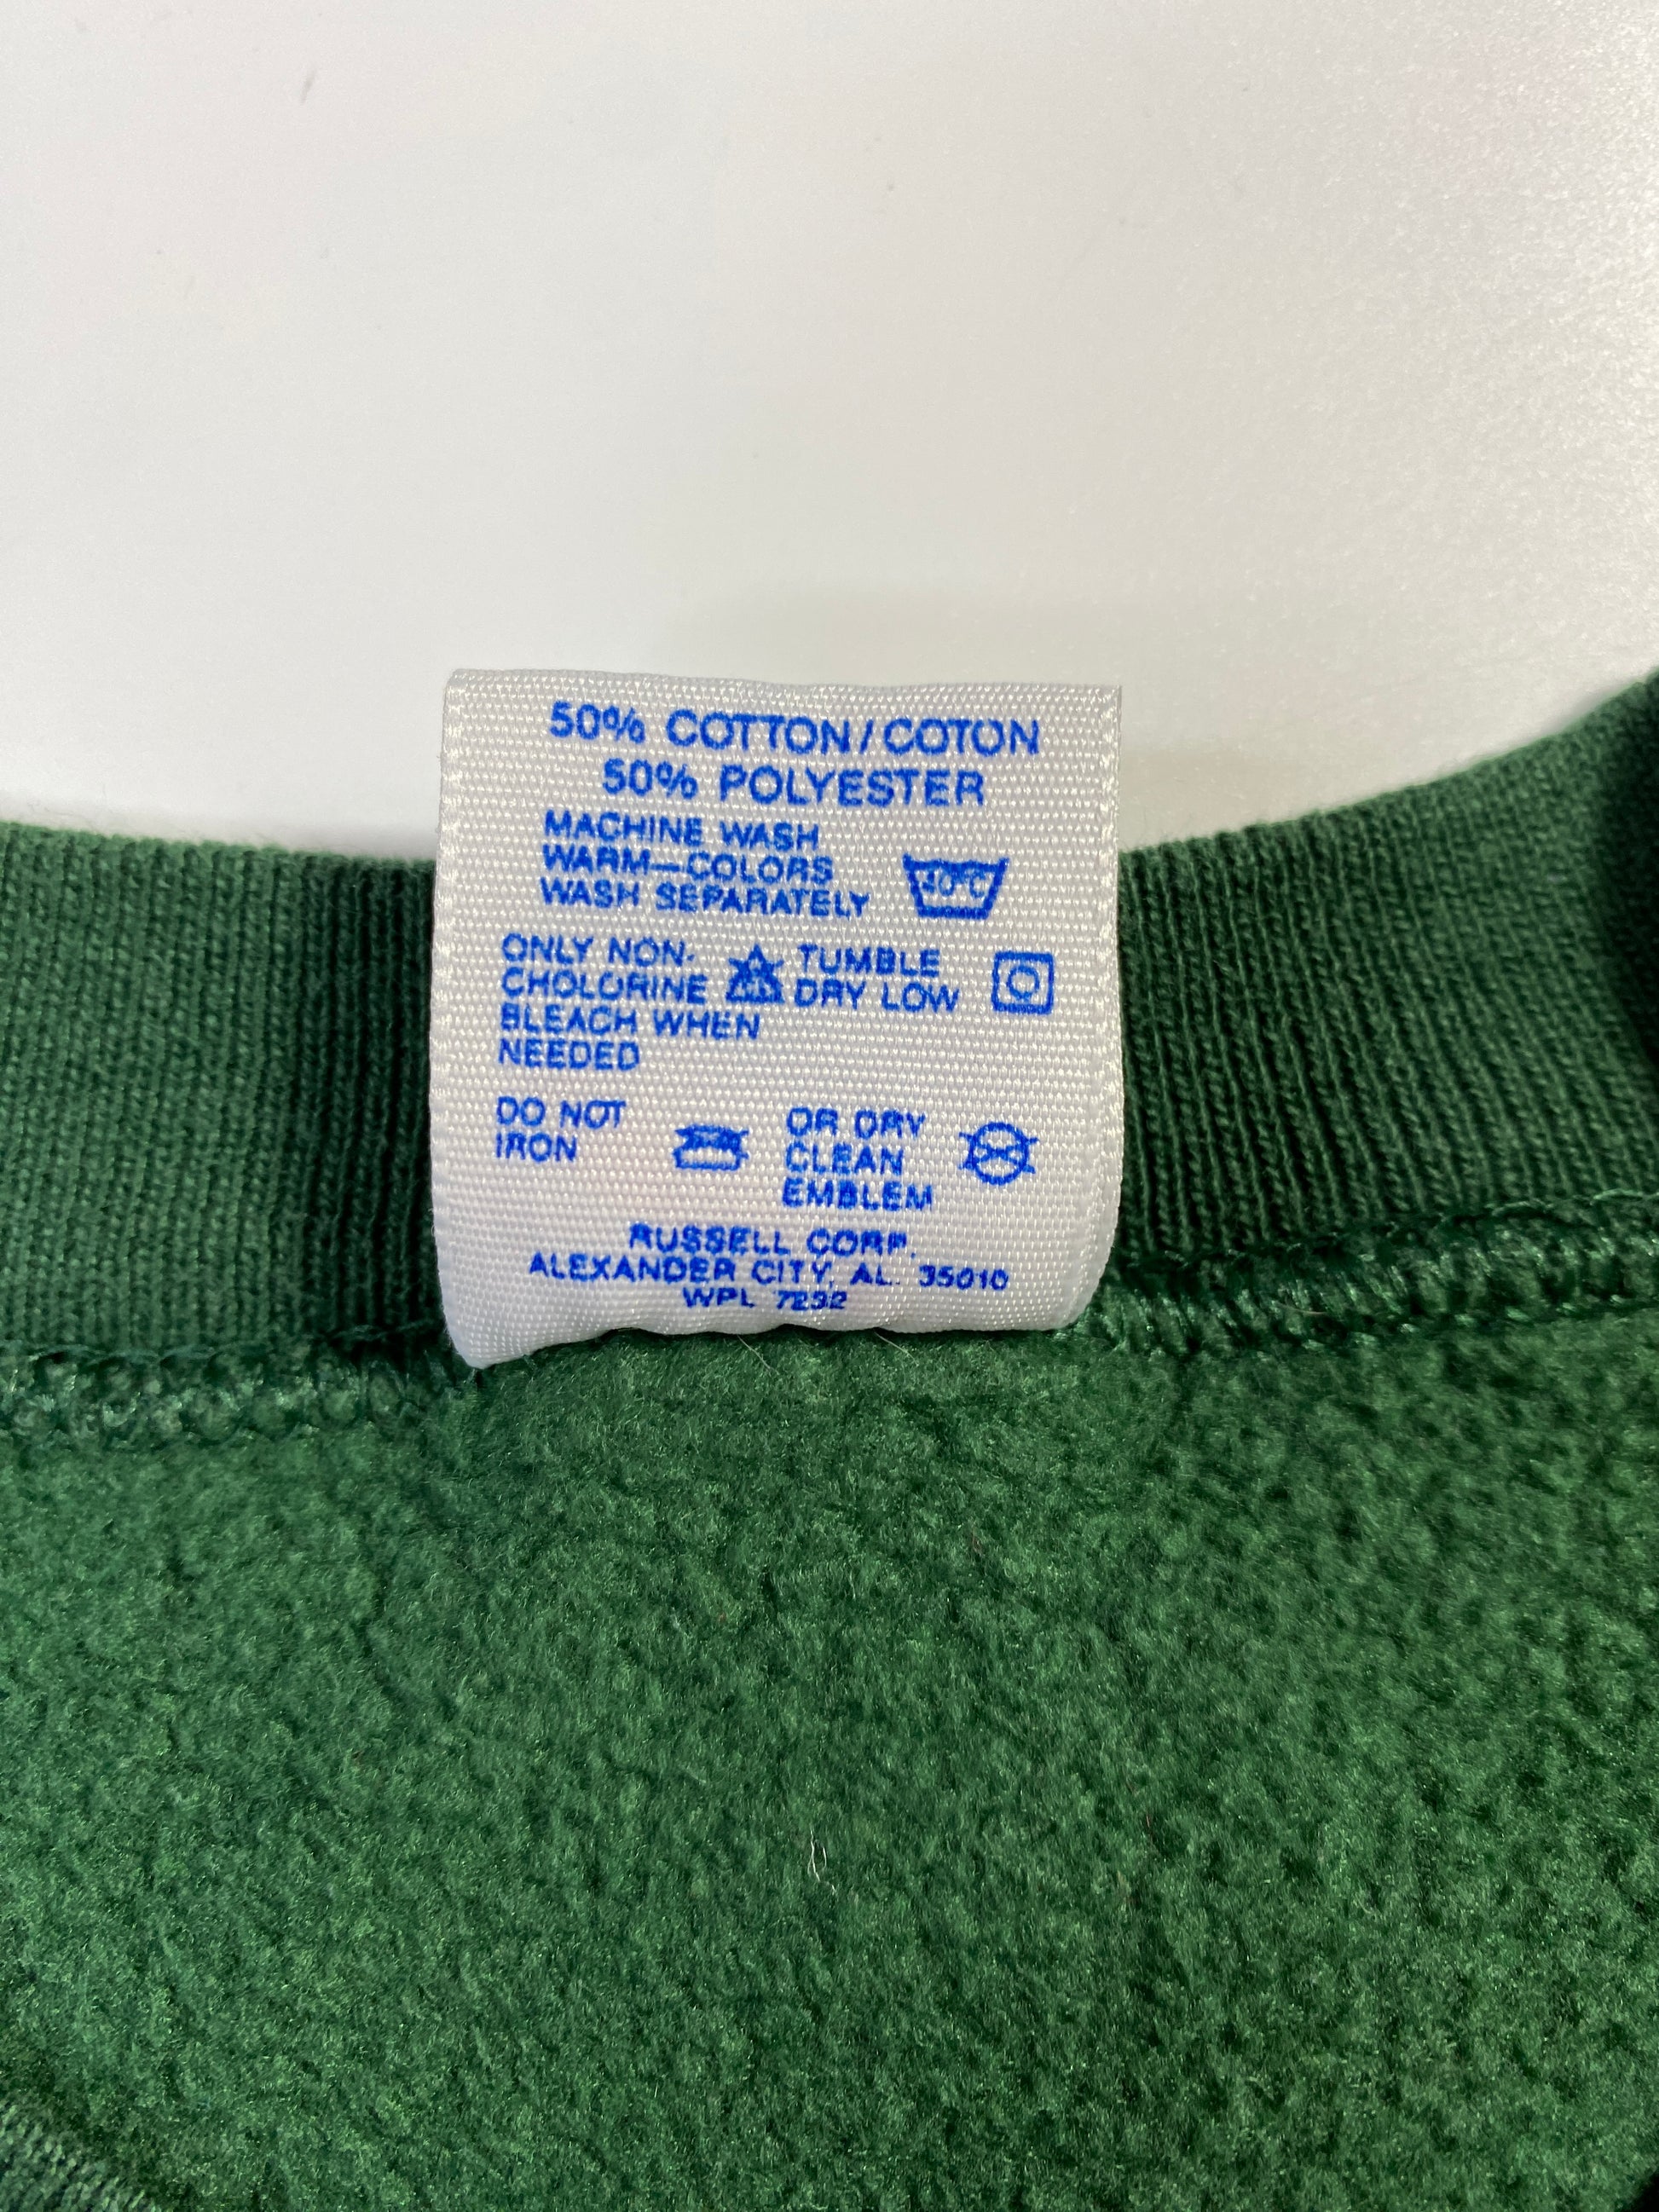 50% COTTON/COTON
50% POLYESTER
MACHINE WASH
WARM—COLORS
WASH SEPARATELY
40°C
ONLY NON-
CHOLORINE
BLEACH WHEN
NEEDED
TUMBLE
DRY LOW
DO NOT
IRON
OR DRY
CLEAN
EMBLEM
RUSSELL CORP.
ALEXANDER CITY, AL. 35010
WPL 7232